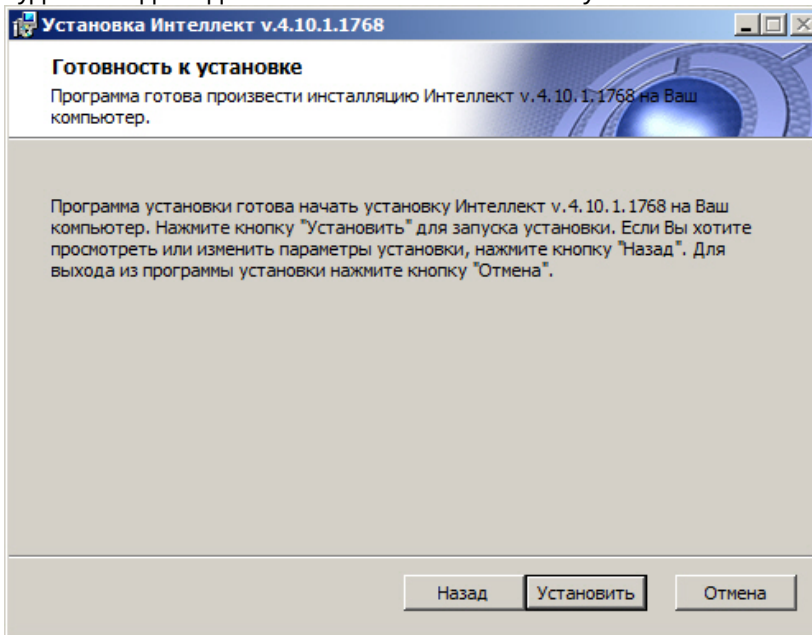 Установка Интеллект v.4.10.1.1768
Готовность к установке
Программа готова произвести инсталляцию Интеллект v.4.10.1.1768 на Ваш
компьютер.
Программа установки готова начать установку Интеллект v.4.10.1.1768 на Ваш
компьютер. Нажмите кнопку "Установить" для запуска установки. Если Вы хотите
просмотреть или изменить параметры установки, нажмите кнопку "Назад". Для
выхода из программы установки нажмите кнопку "Отмена".
Назад Установить Отмена